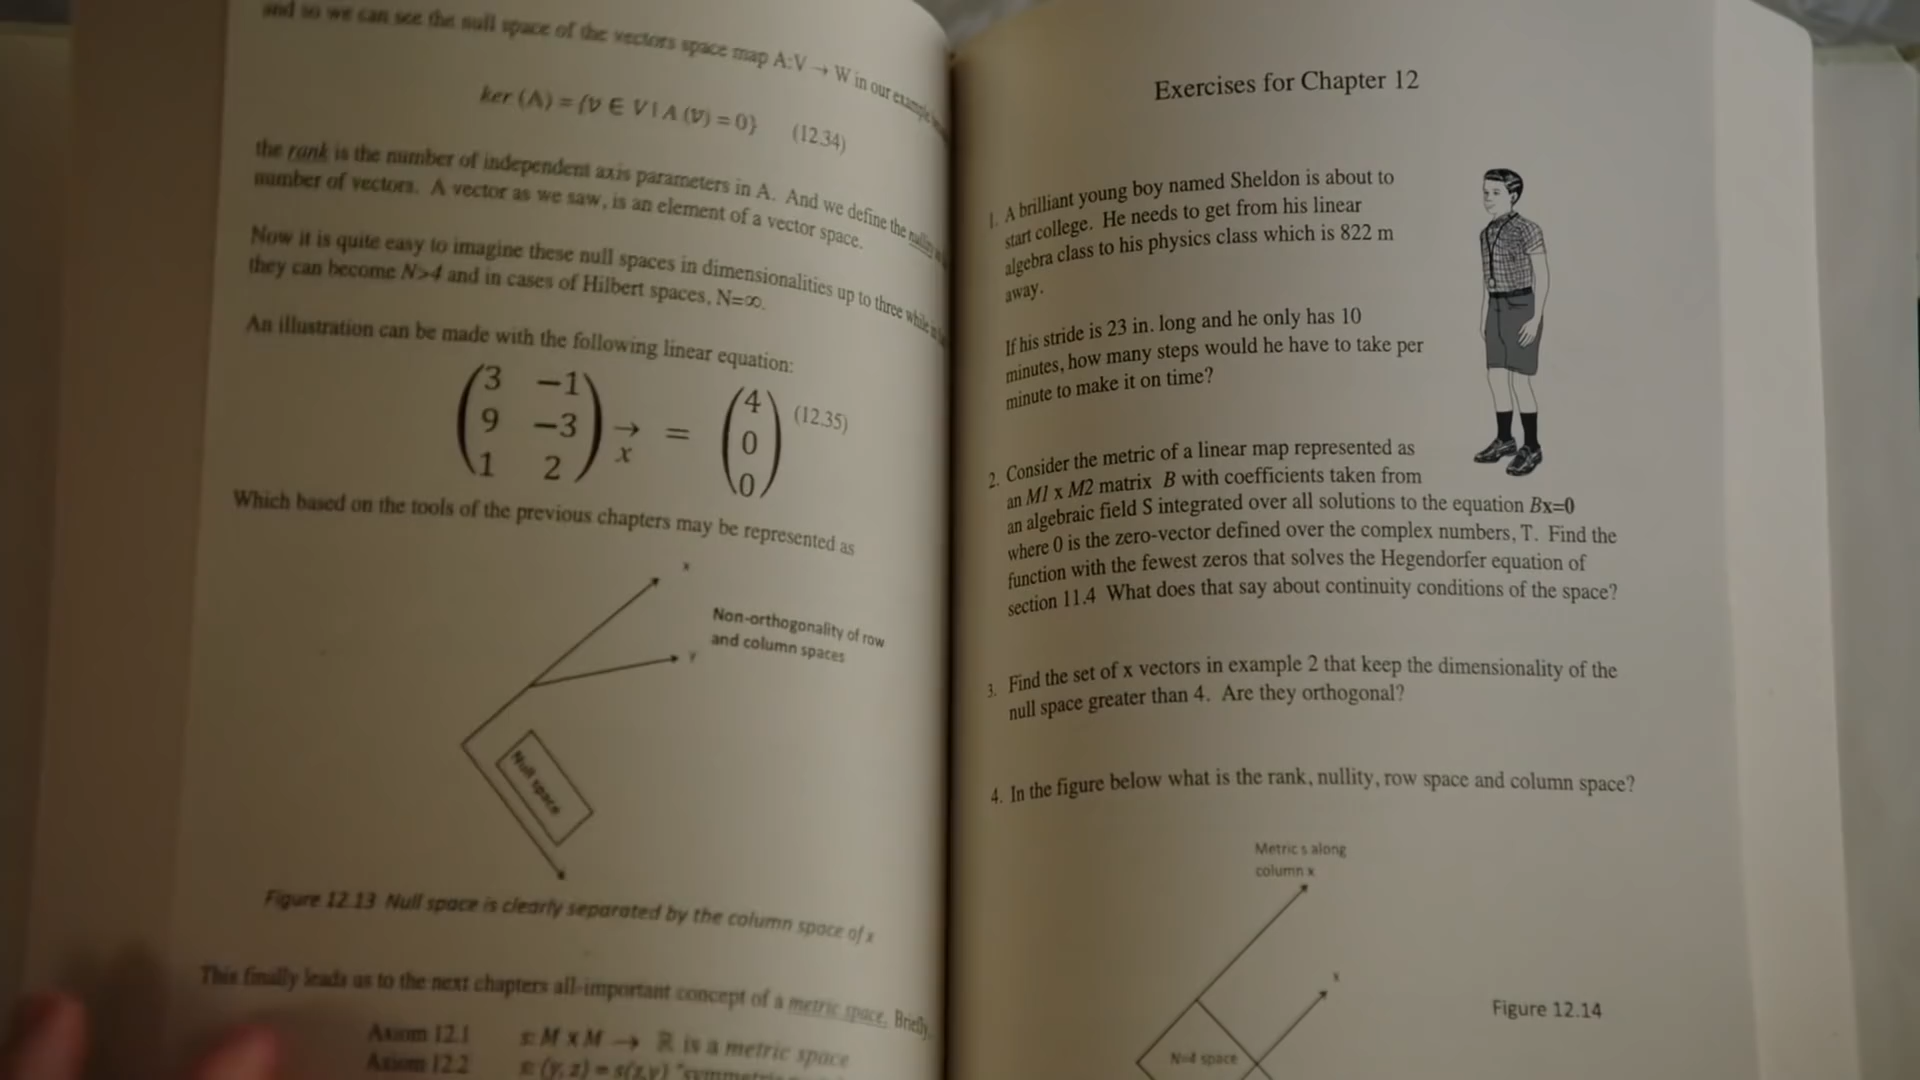 and so we can see the null space of the vectors space map A:V → W in our example
ker (A) = {v ∈ V | A (v) = 0} (12.34)
the rank is the number of independent axis parameters in A. And we define the nullity
number of vectors. A vector as we saw, is an element of a vector space.
Now it is quite easy to imagine these null spaces in dimensionalities up to three while
they can become N>4 and in cases of Hilbert spaces, N=∞.
An illustration can be made with the following linear equation:
3 −1 4
9 −3 → = 0 (12.35)
1 2 x 0
Which based on the tools of the previous chapters may be represented as
x
Non-orthogonality of row
and column spaces
Y
Null space
Figure 12.13 Null space is clearly separated by the column space of x
This finally leads us to the next chapters all-important concept of a metric space. Briefly,
Axiom 12.1 s: M x M → ℝ is a metric space
Axiom 12.2 s: (y, z) = s(z,y) "symmetric
Exercises for Chapter 12
1. A brilliant young boy named Sheldon is about to
start college. He needs to get from his linear
algebra class to his physics class which is 822 m
away.
If his stride is 23 in. long and he only has 10
minutes, how many steps would he have to take per
minute to make it on time?
2. Consider the metric of a linear map represented as
an M1 x M2 matrix B with coefficients taken from
an algebraic field S integrated over all solutions to the equation Bx=0
where 0 is the zero-vector defined over the complex numbers, T. Find the
function with the fewest zeros that solves the Hegendorfer equation of
section 11.4 What does that say about continuity conditions of the space?
3. Find the set of x vectors in example 2 that keep the dimensionality of the
null space greater than 4. Are they orthogonal?
4. In the figure below what is the rank, nullity, row space and column space?
Metric s along
column x
Figure 12.14
N=4 space